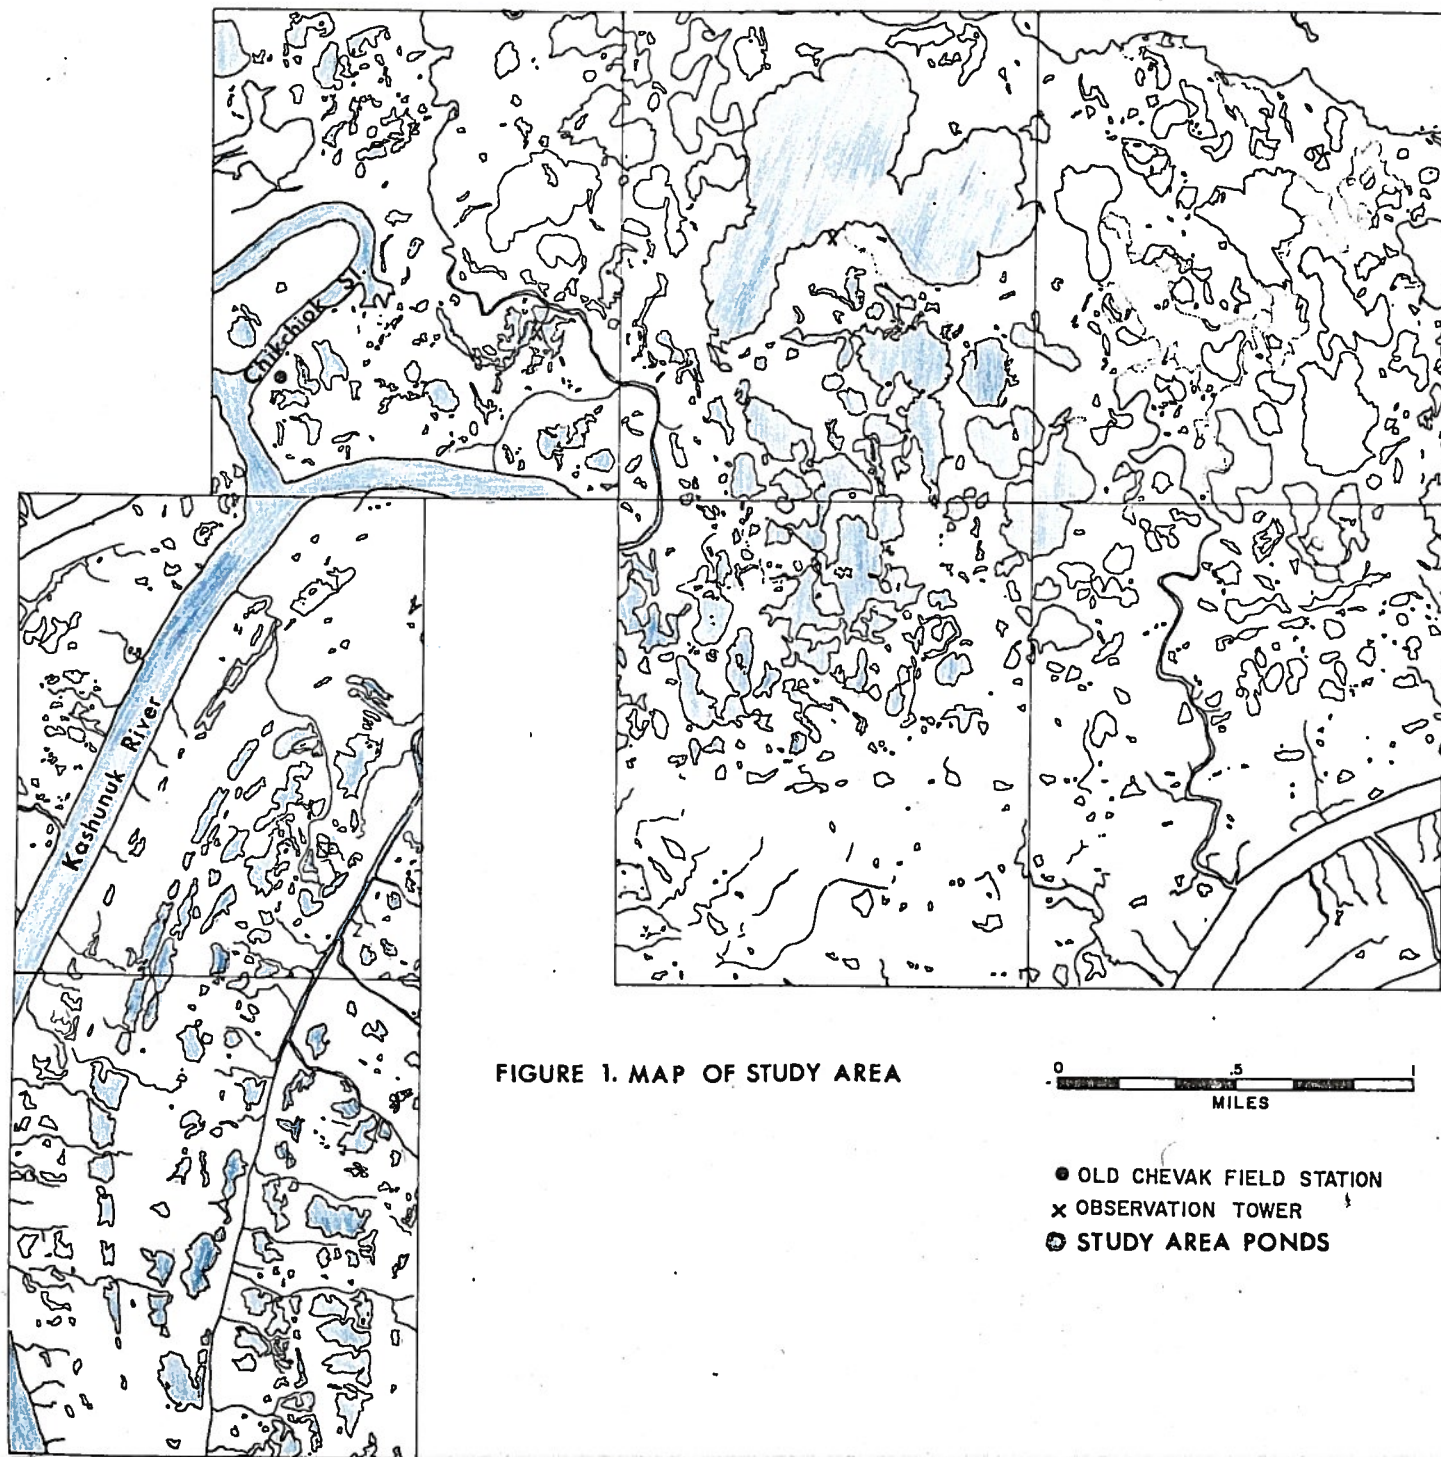 Chikchiok Sl.
Kashunuk River
FIGURE 1. MAP OF STUDY AREA
0 .5 1
MILES
OLD CHEVAK FIELD STATION
x OBSERVATION TOWER
STUDY AREA PONDS